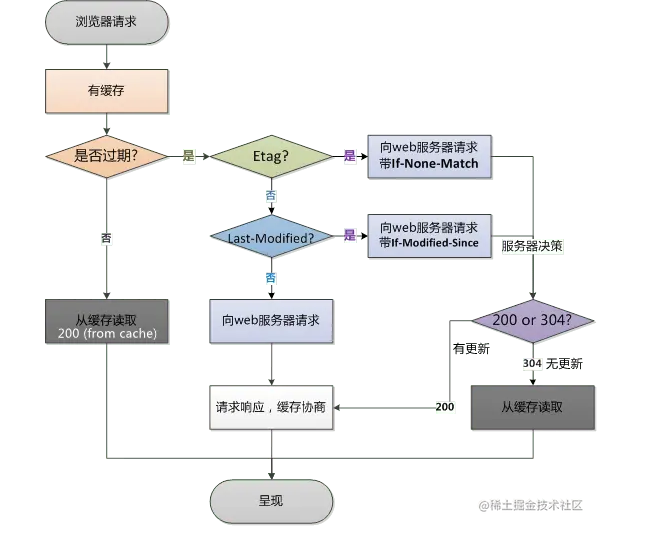 浏览器请求
有缓存
是否过期?
是
Etag?
是
向web服务器请求
带If-None-Match
否
否
Last-Modified?
是
向web服务器请求
带If-Modified-Since
服务器决策
否
从缓存读取
200 (from cache)
向web服务器请求
200 or 304?
有更新
304 无更新
请求响应，缓存协商
200
从缓存读取
呈现
@稀土掘金技术社区